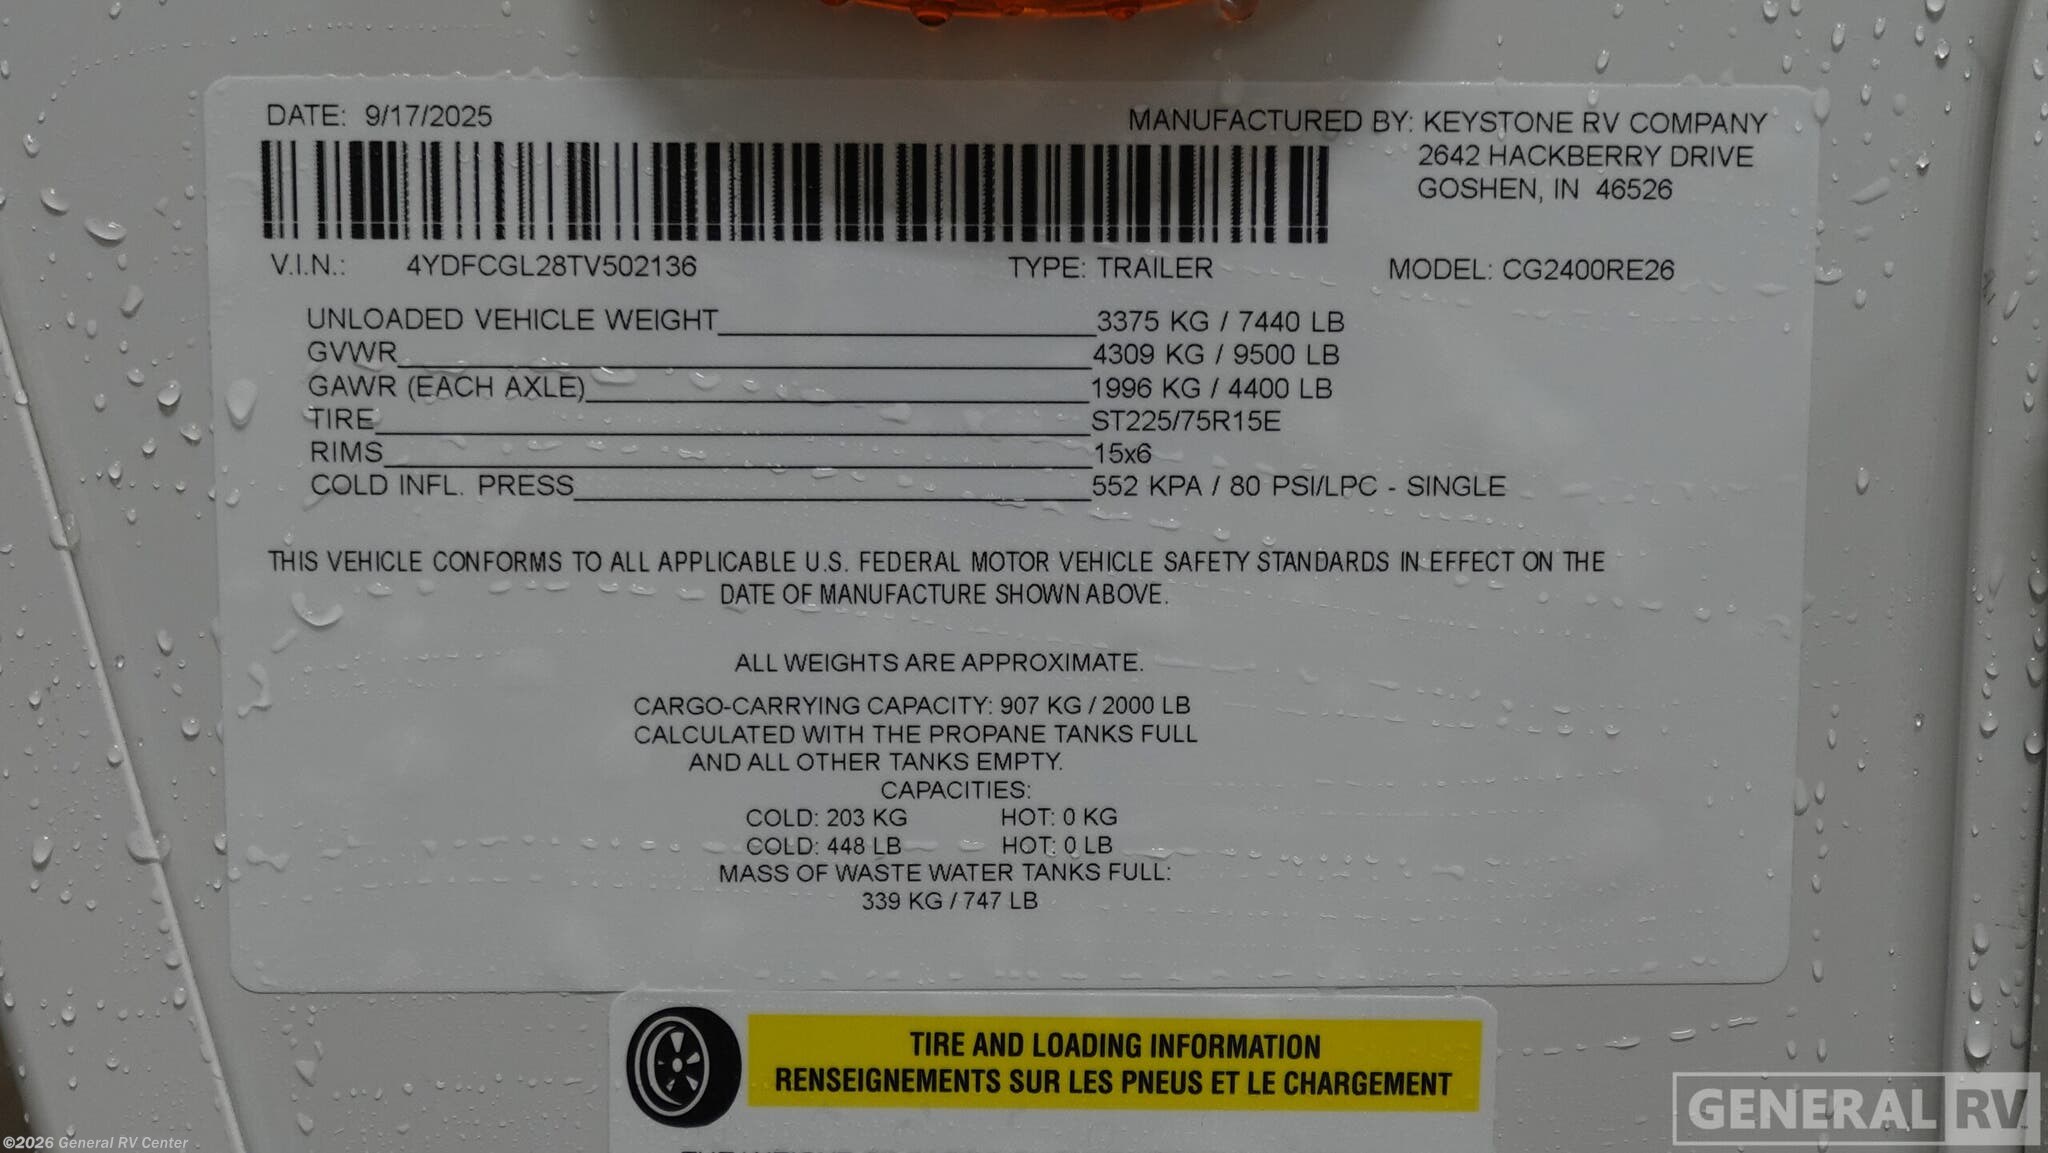 DATE: 9/17/2025
MANUFACTURED BY: KEYSTONE RV COMPANY
2642 HACKBERRY DRIVE
GOSHEN, IN 46526
V.I.N.: 4YDFCGL28TV502136 TYPE: TRAILER MODEL: CG2400RE26
UNLOADED VEHICLE WEIGHT 3375 KG / 7440 LB
GVWR 4309 KG / 9500 LB
GAWR (EACH AXLE) 1996 KG / 4400 LB
TIRE ST225/75R15E
RIMS 15x6
COLD INFL. PRESS 552 KPA / 80 PSI/LPC - SINGLE
THIS VEHICLE CONFORMS TO ALL APPLICABLE U.S. FEDERAL MOTOR VEHICLE SAFETY STANDARDS IN EFFECT ON THE
DATE OF MANUFACTURE SHOWN ABOVE.
ALL WEIGHTS ARE APPROXIMATE.
CARGO-CARRYING CAPACITY: 907 KG / 2000 LB
CALCULATED WITH THE PROPANE TANKS FULL
AND ALL OTHER TANKS EMPTY.
CAPACITIES:
COLD: 203 KG HOT: 0 KG
COLD: 448 LB HOT: 0 LB
MASS OF WASTE WATER TANKS FULL:
339 KG / 747 LB
TIRE AND LOADING INFORMATION
RENSEIGNEMENTS SUR LES PNEUS ET LE CHARGEMENT
GENERAL RV
©2026 General RV Center